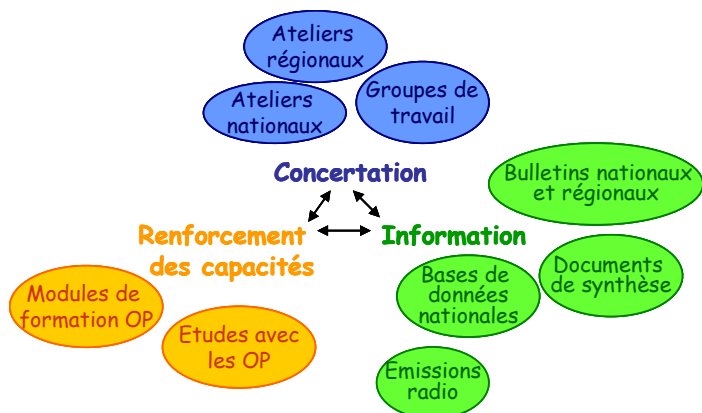 Ateliers
régionaux
Ateliers
nationaux
Groupes de
travail
Concertation
Bulletins nationaux
et régionaux
Renforcement
des capacités
Information
Documents
de synthèse
Bases de
données
nationales
Modules de
formation OP
Etudes avec
les OP
Emissions
radio